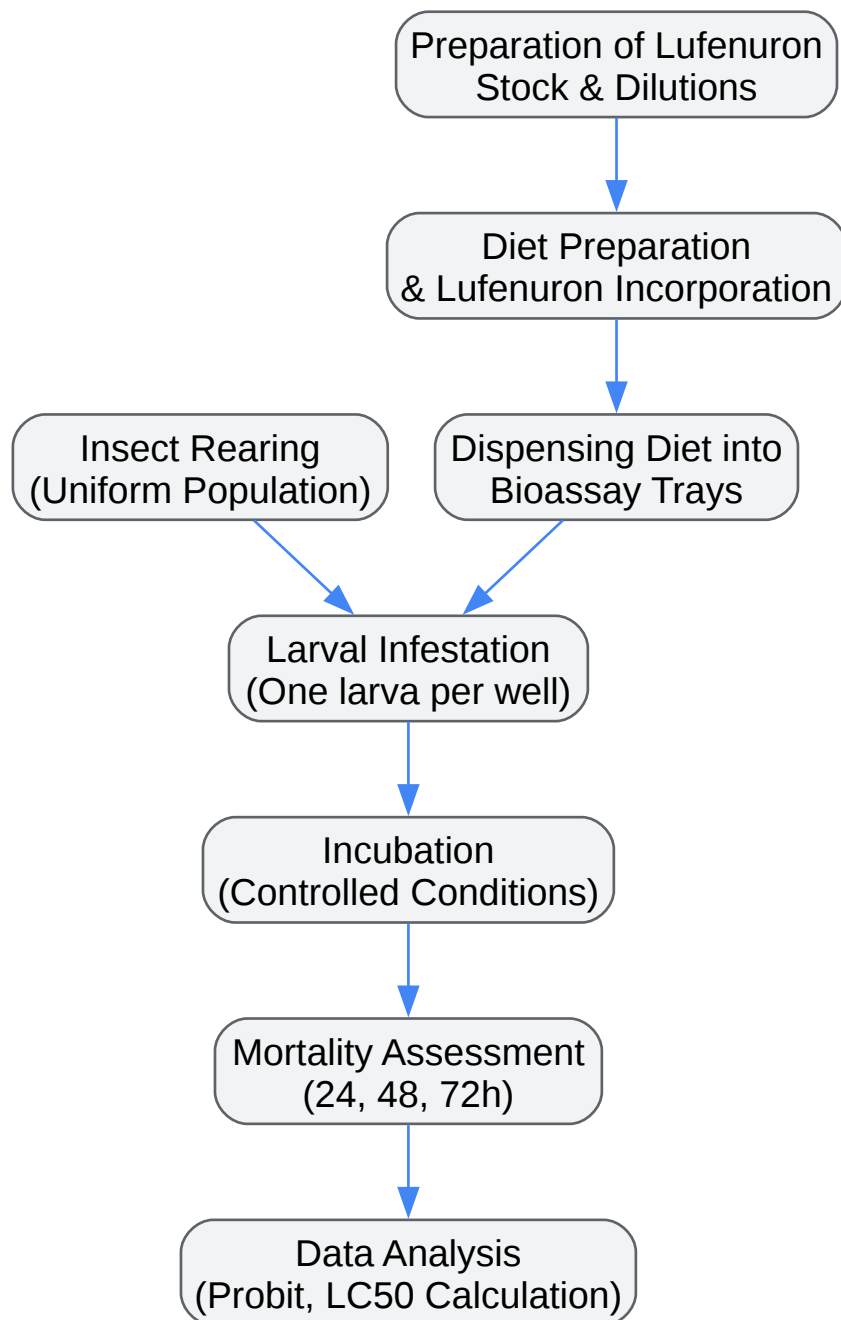 Preparation of Lufenuron
Stock & Dilutions
Diet Preparation
& Lufenuron Incorporation
Insect Rearing
(Uniform Population)
Dispensing Diet into
Bioassay Trays
Larval Infestation
(One larva per well)
Incubation
(Controlled Conditions)
Mortality Assessment
(24, 48, 72h)
Data Analysis
(Probit, LC50 Calculation)